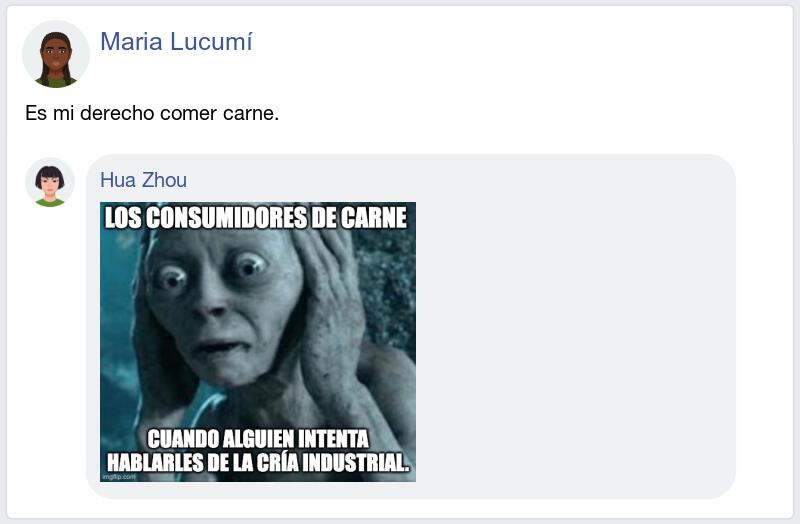 Maria Lucumí
Es mi derecho comer carne.
Hua Zhou
LOS CONSUMIDORES DE CARNE
CUANDO ALGUIEN INTENTA
HABLARLES DE LA CRÍA INDUSTRIAL.
imgflip.com